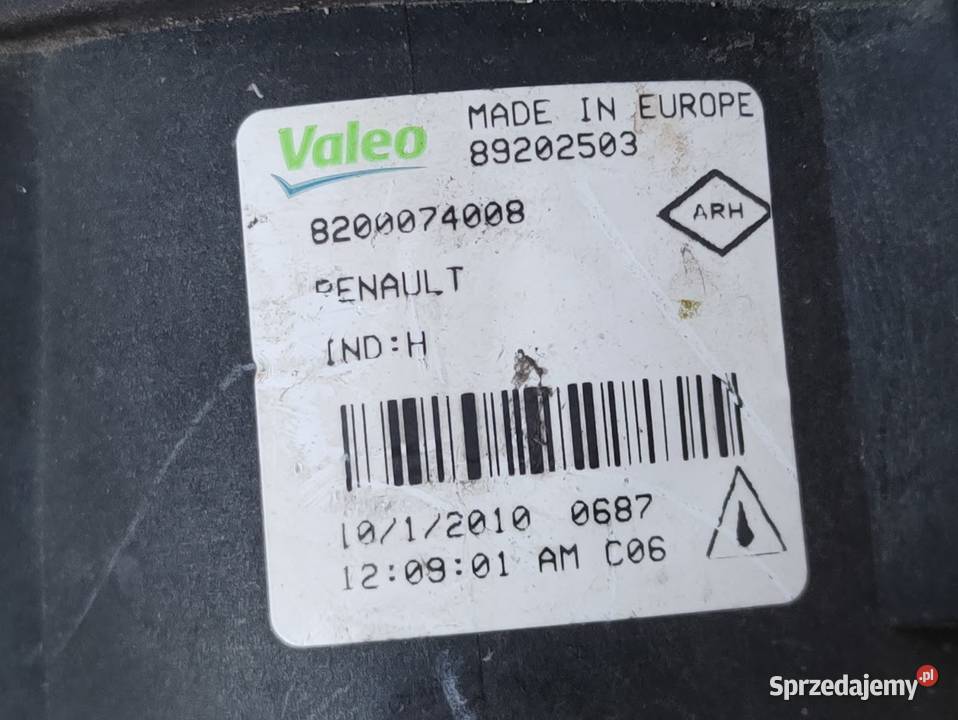 Valeo
MADE IN EUROPE
89202503
8200074008
ARH
RENAULT
IND:H
10/1/2010 0687
12:09:01 AM C06
Sprzedajemy.pl